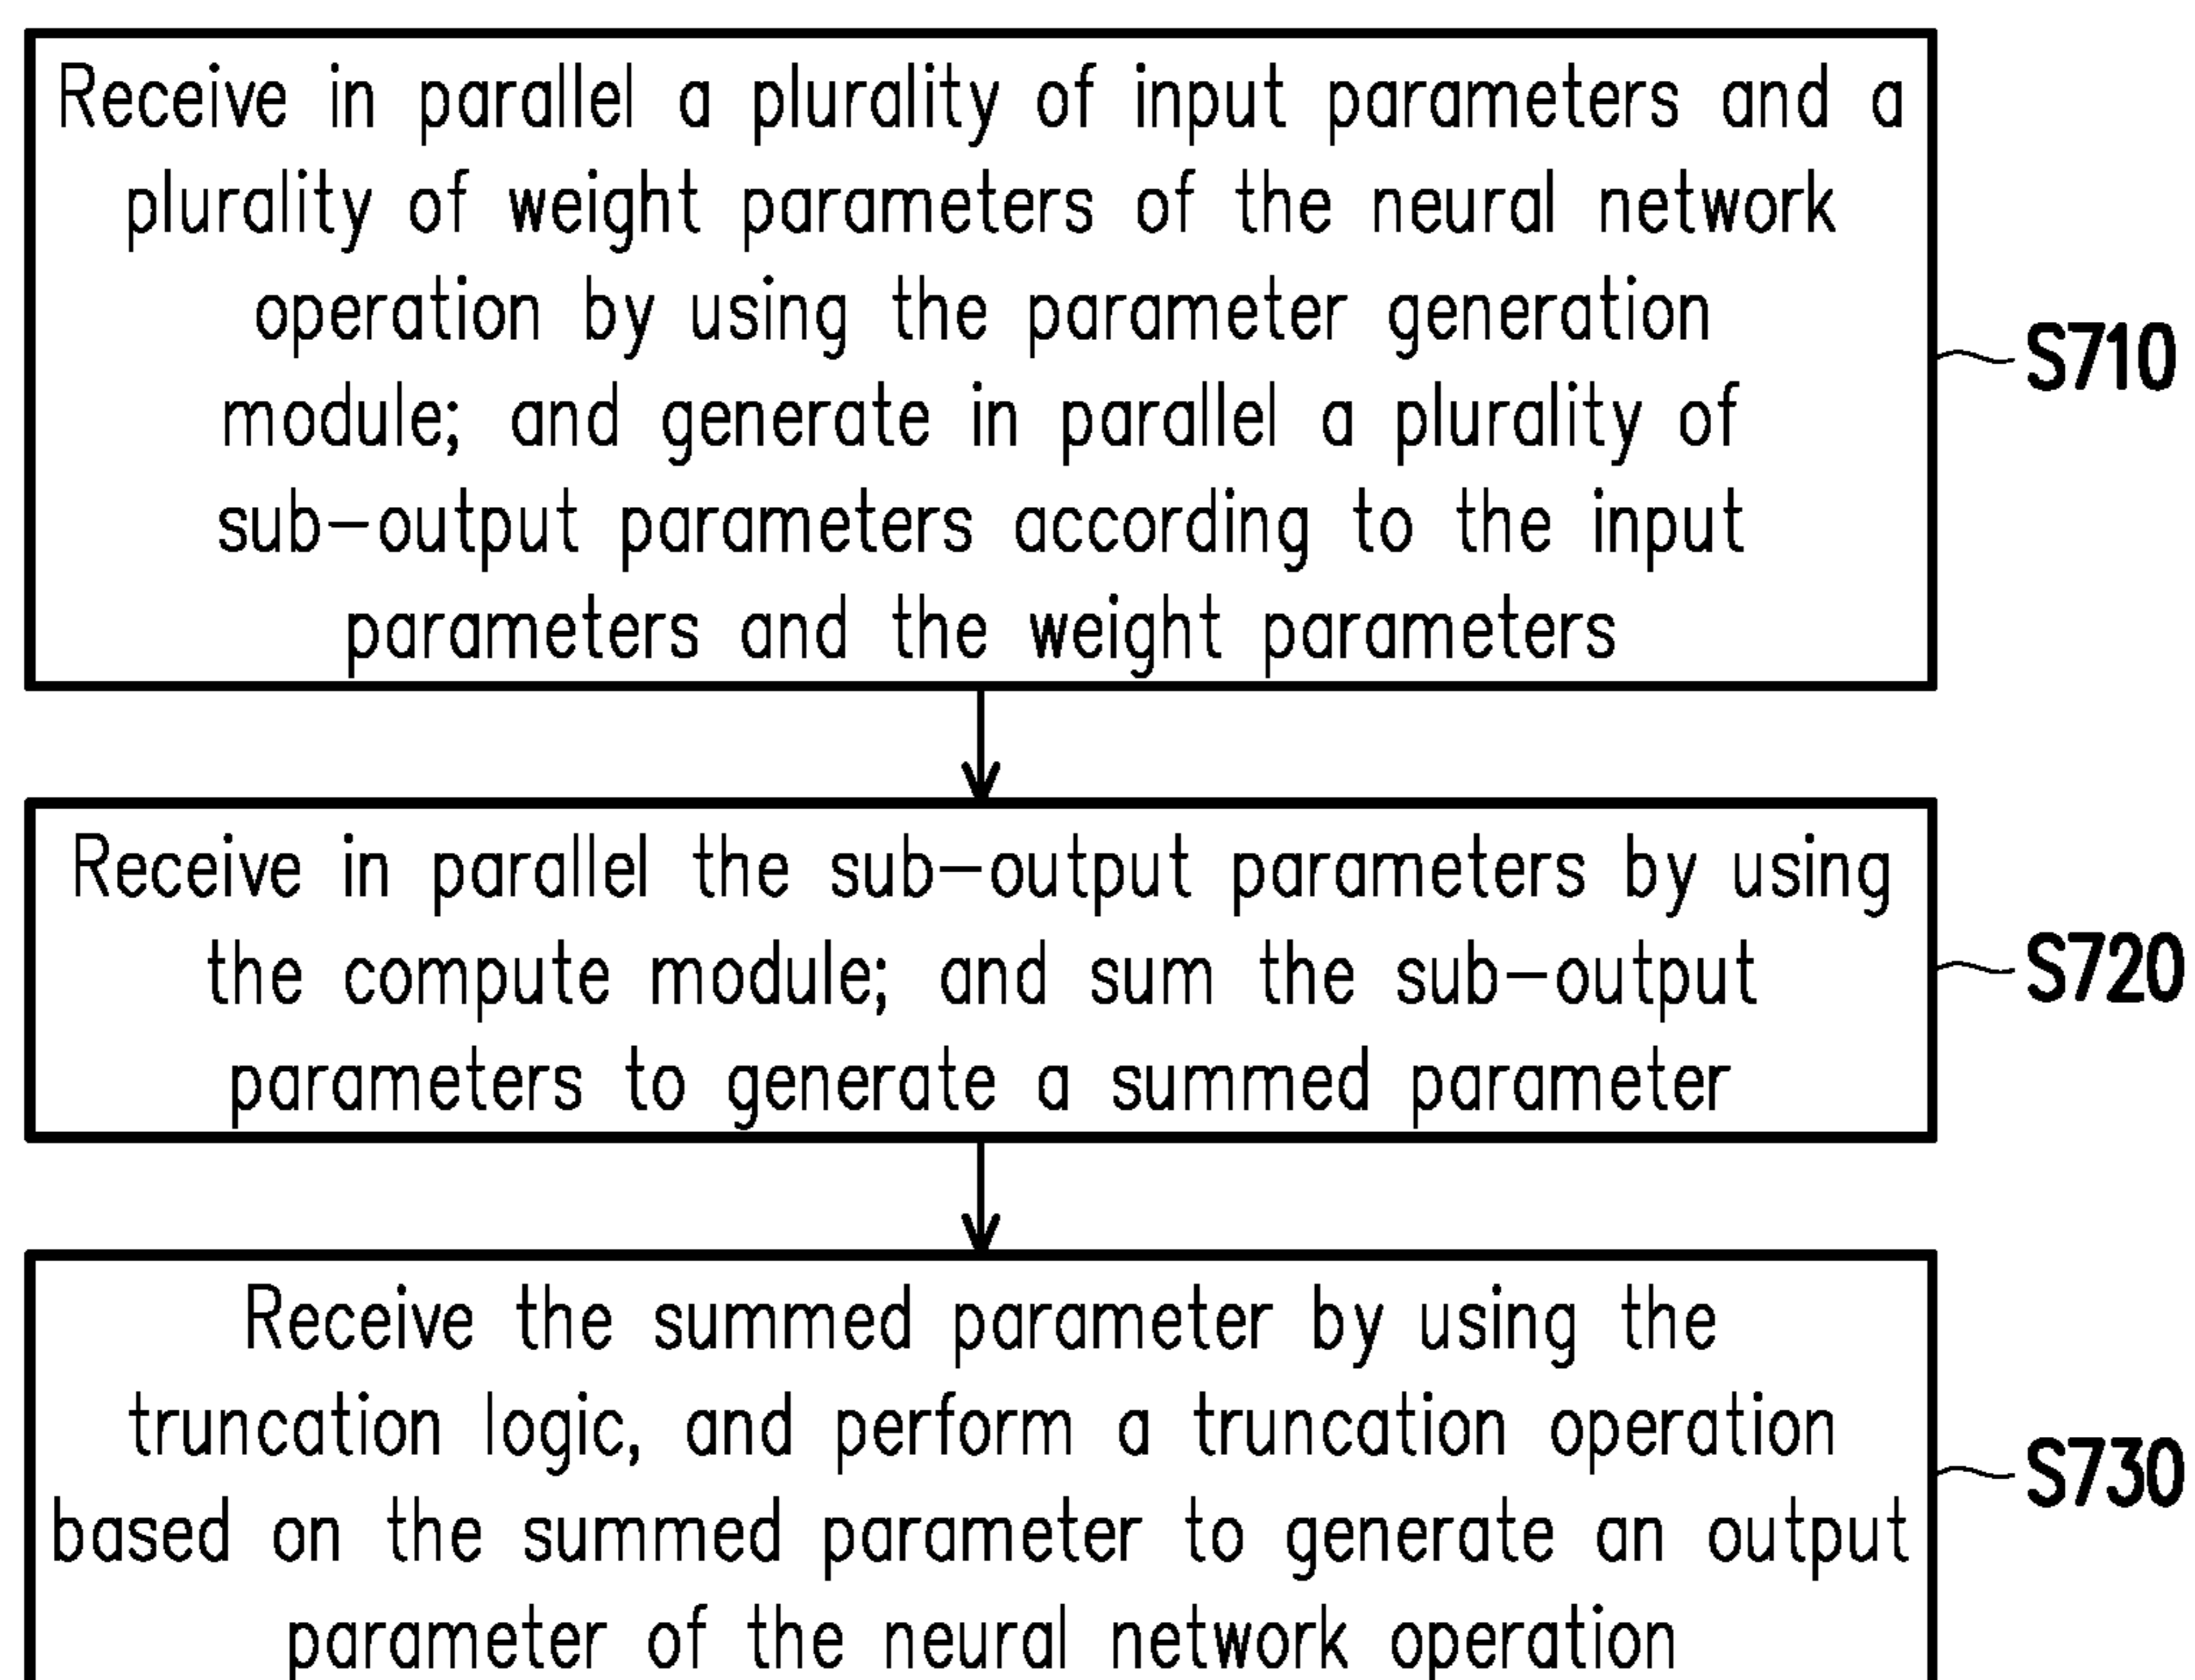 Receive in parallel a plurality of input parameters and a
plurality of weight parameters of the neural network
operation by using the parameter generation
module; and generate in parallel a plurality of
sub-output parameters according to the input
parameters and the weight parameters
S710
Receive in parallel the sub-output parameters by using
the compute module; and sum the sub-output
parameters to generate a summed parameter
S720
Receive the summed parameter by using the
truncation logic, and perform a truncation operation
based on the summed parameter to generate an output
parameter of the neural network operation
S730